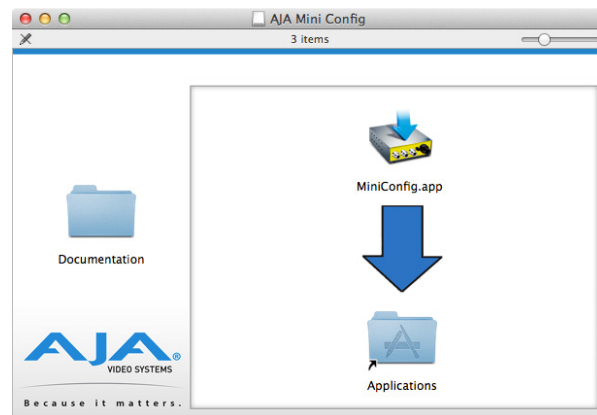 AJA Mini Config
3 items
MiniConfig.app
Documentation
Applications
AJA®
VIDEO SYSTEMS
Because it matters.